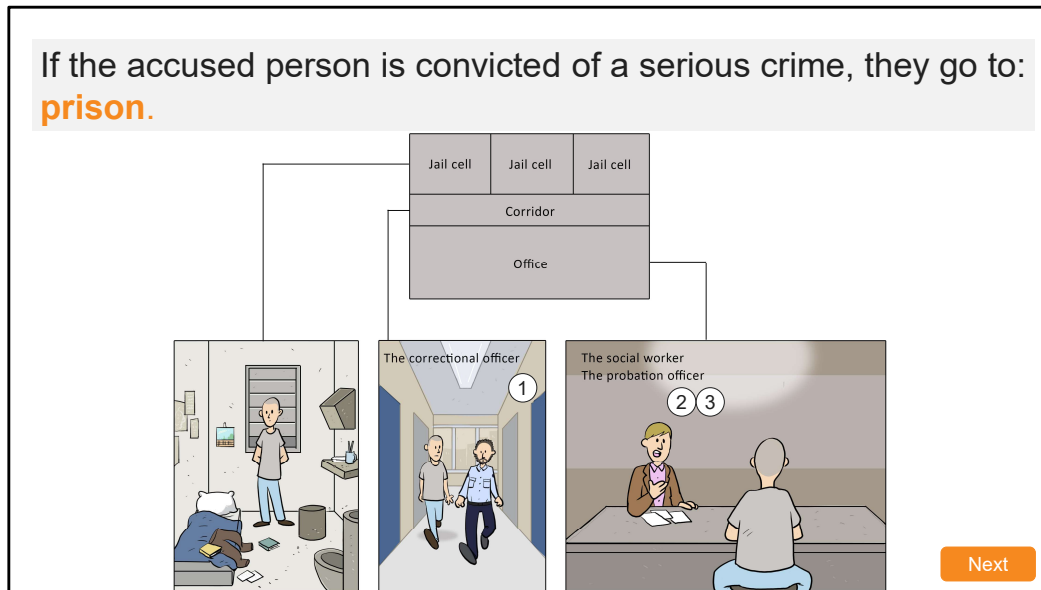 If the accused person is convicted of a serious crime, they go to:
prison.
Jail cell
Jail cell
Jail cell
Corridor
Office
The correctional officer
1
The social worker
The probation officer
2 3
Next